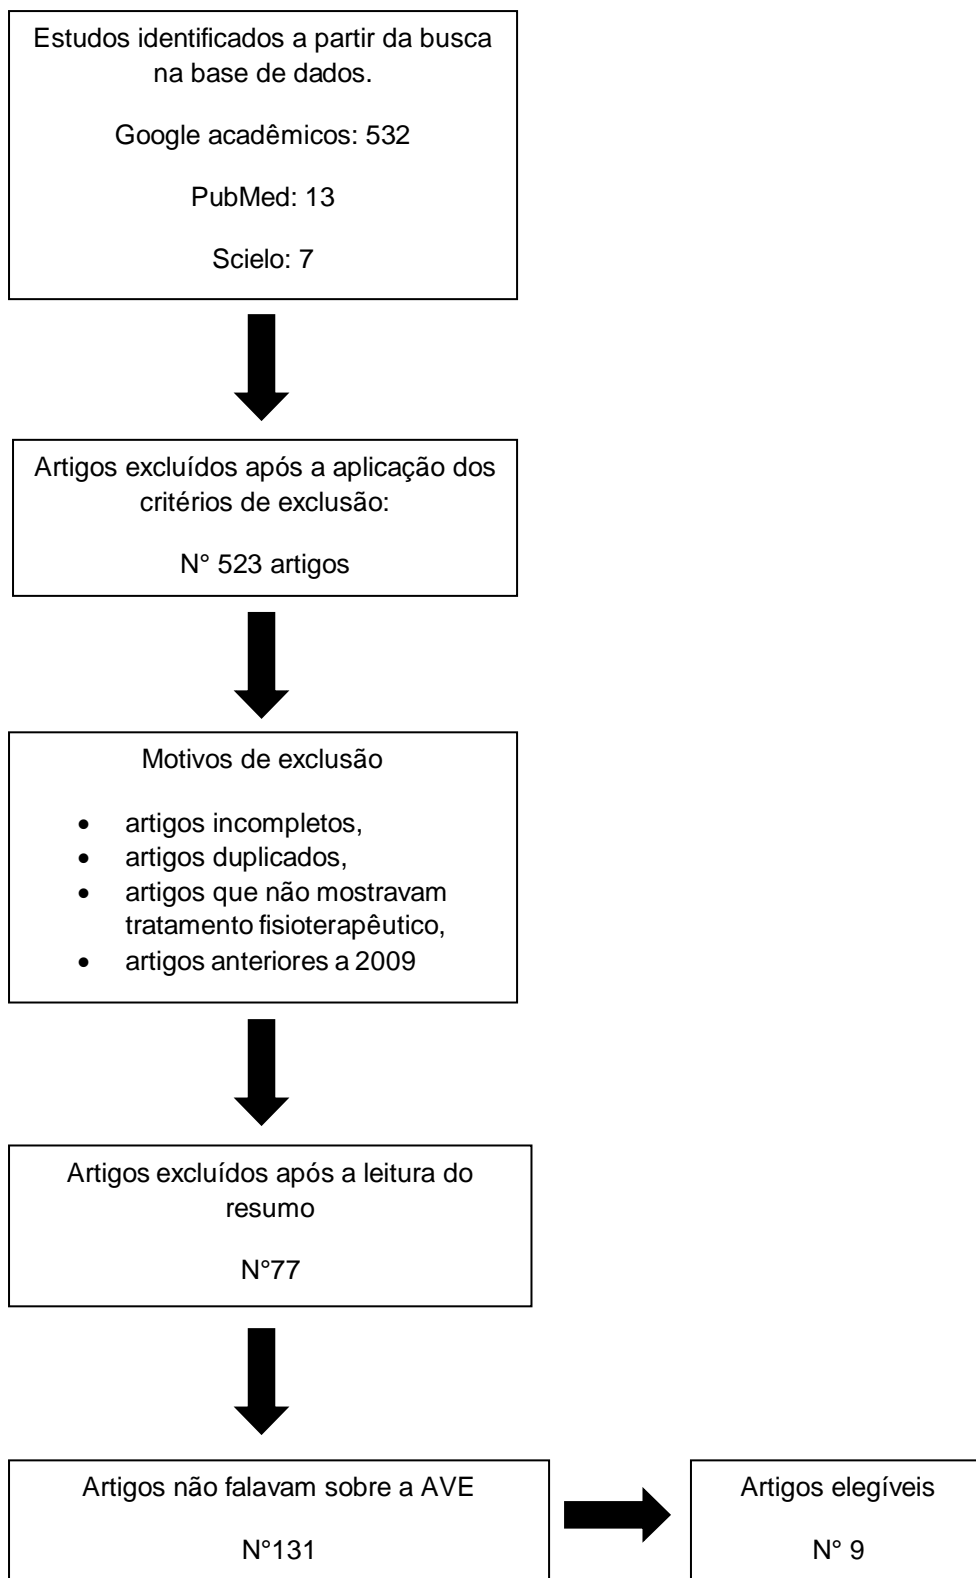 Estudos identificados a partir da busca
na base de dados.
Google acadêmicos: 532
PubMed: 13
Scielo: 7
Artigos excluídos após a aplicação dos
critérios de exclusão:
N° 523 artigos
Motivos de exclusão
• artigos incompletos,
• artigos duplicados,
• artigos que não mostravam
tratamento fisioterapêutico,
• artigos anteriores a 2009
Artigos excluídos após a leitura do
resumo
N°77
Artigos não falavam sobre a AVE
N°131
Artigos elegíveis
N° 9